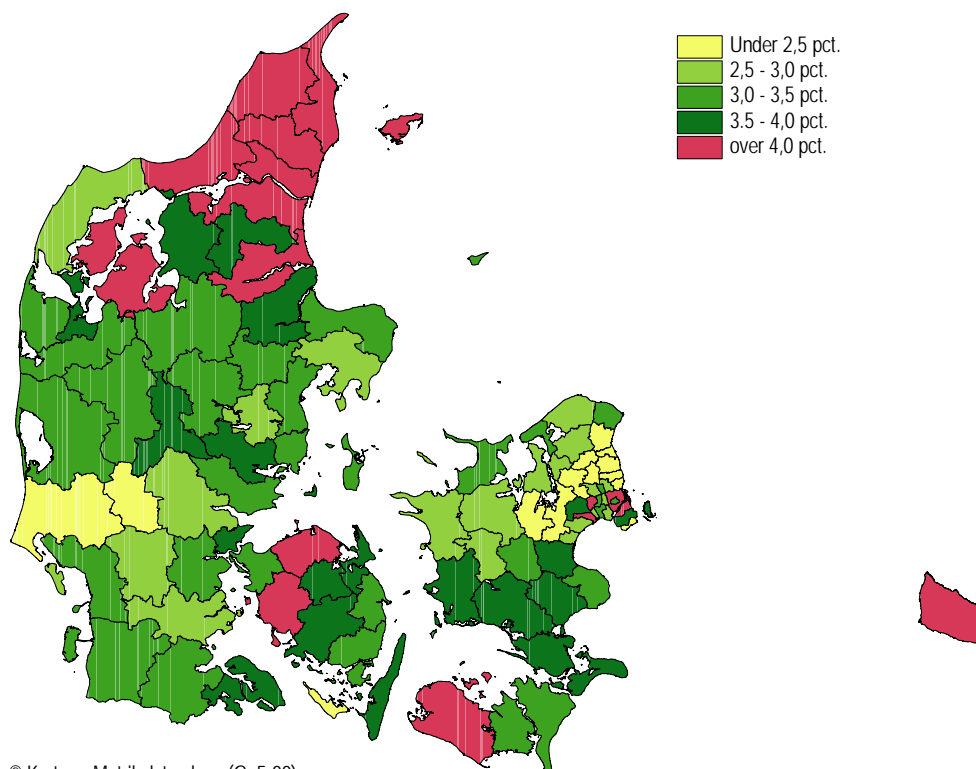 Under 2,5 pct.
2,5 - 3,0 pct.
3,0 - 3,5 pct.
3.5 - 4,0 pct.
over 4,0 pct.